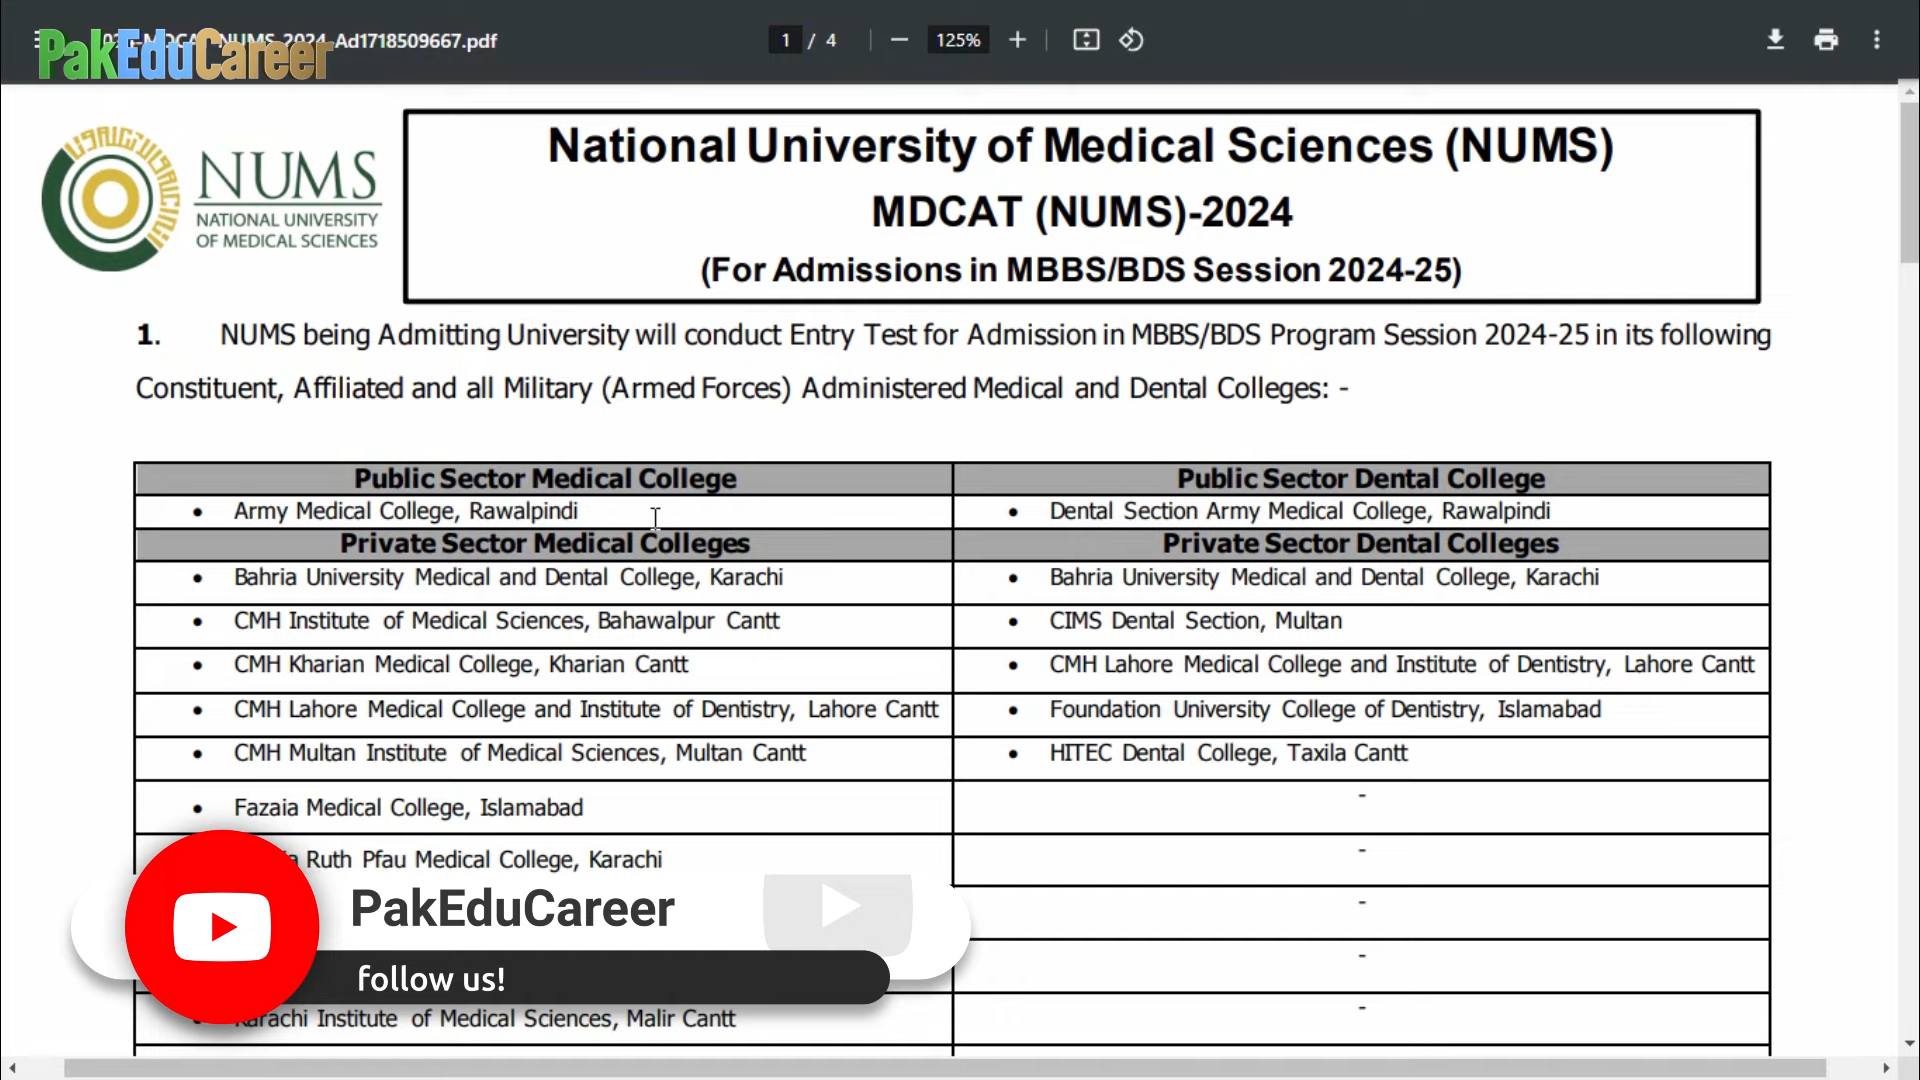 PakEduCareer
NUMS-2024-Ad1718509667.pdf
1 / 4
125%
NUMS
NATIONAL UNIVERSITY
OF MEDICAL SCIENCES
National University of Medical Sciences (NUMS)
MDCAT (NUMS)-2024
(For Admissions in MBBS/BDS Session 2024-25)
1. NUMS being Admitting University will conduct Entry Test for Admission in MBBS/BDS Program Session 2024-25 in its following
Constituent, Affiliated and all Military (Armed Forces) Administered Medical and Dental Colleges: -
Public Sector Medical College Public Sector Dental College
• Army Medical College, Rawalpindi • Dental Section Army Medical College, Rawalpindi
Private Sector Medical Colleges Private Sector Dental Colleges
• Bahria University Medical and Dental College, Karachi • Bahria University Medical and Dental College, Karachi
• CMH Institute of Medical Sciences, Bahawalpur Cantt • CIMS Dental Section, Multan
• CMH Kharian Medical College, Kharian Cantt • CMH Lahore Medical College and Institute of Dentistry, Lahore Cantt
• CMH Lahore Medical College and Institute of Dentistry, Lahore Cantt • Foundation University College of Dentistry, Islamabad
• CMH Multan Institute of Medical Sciences, Multan Cantt • HITEC Dental College, Taxila Cantt
• Fazaia Medical College, Islamabad -
Ruth Pfau Medical College, Karachi -
PakEduCareer -
follow us! -
Karachi Institute of Medical Sciences, Malir Cantt -